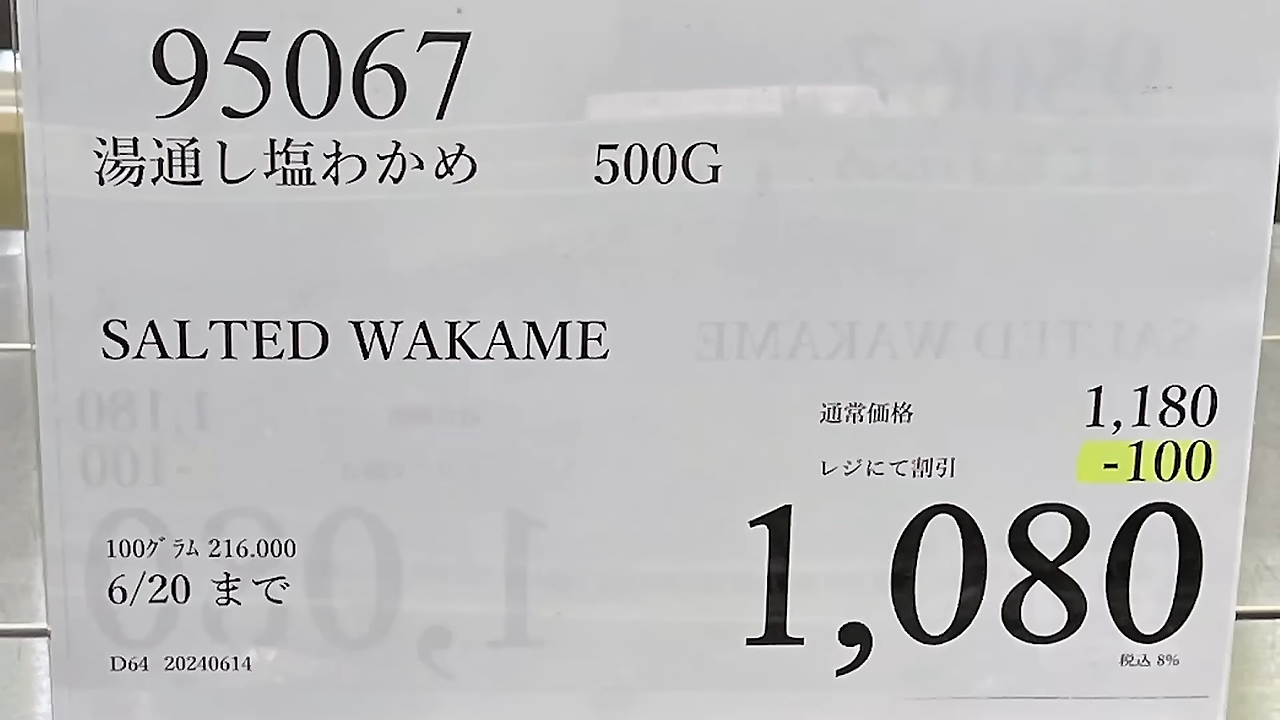 95067
湯通し塩わかめ 500G
SALTED WAKAME
通常価格 1,180
レジにて割引 -100
1,080
100グラム 216.000
6/20 まで
税込 8%
D64 20240614